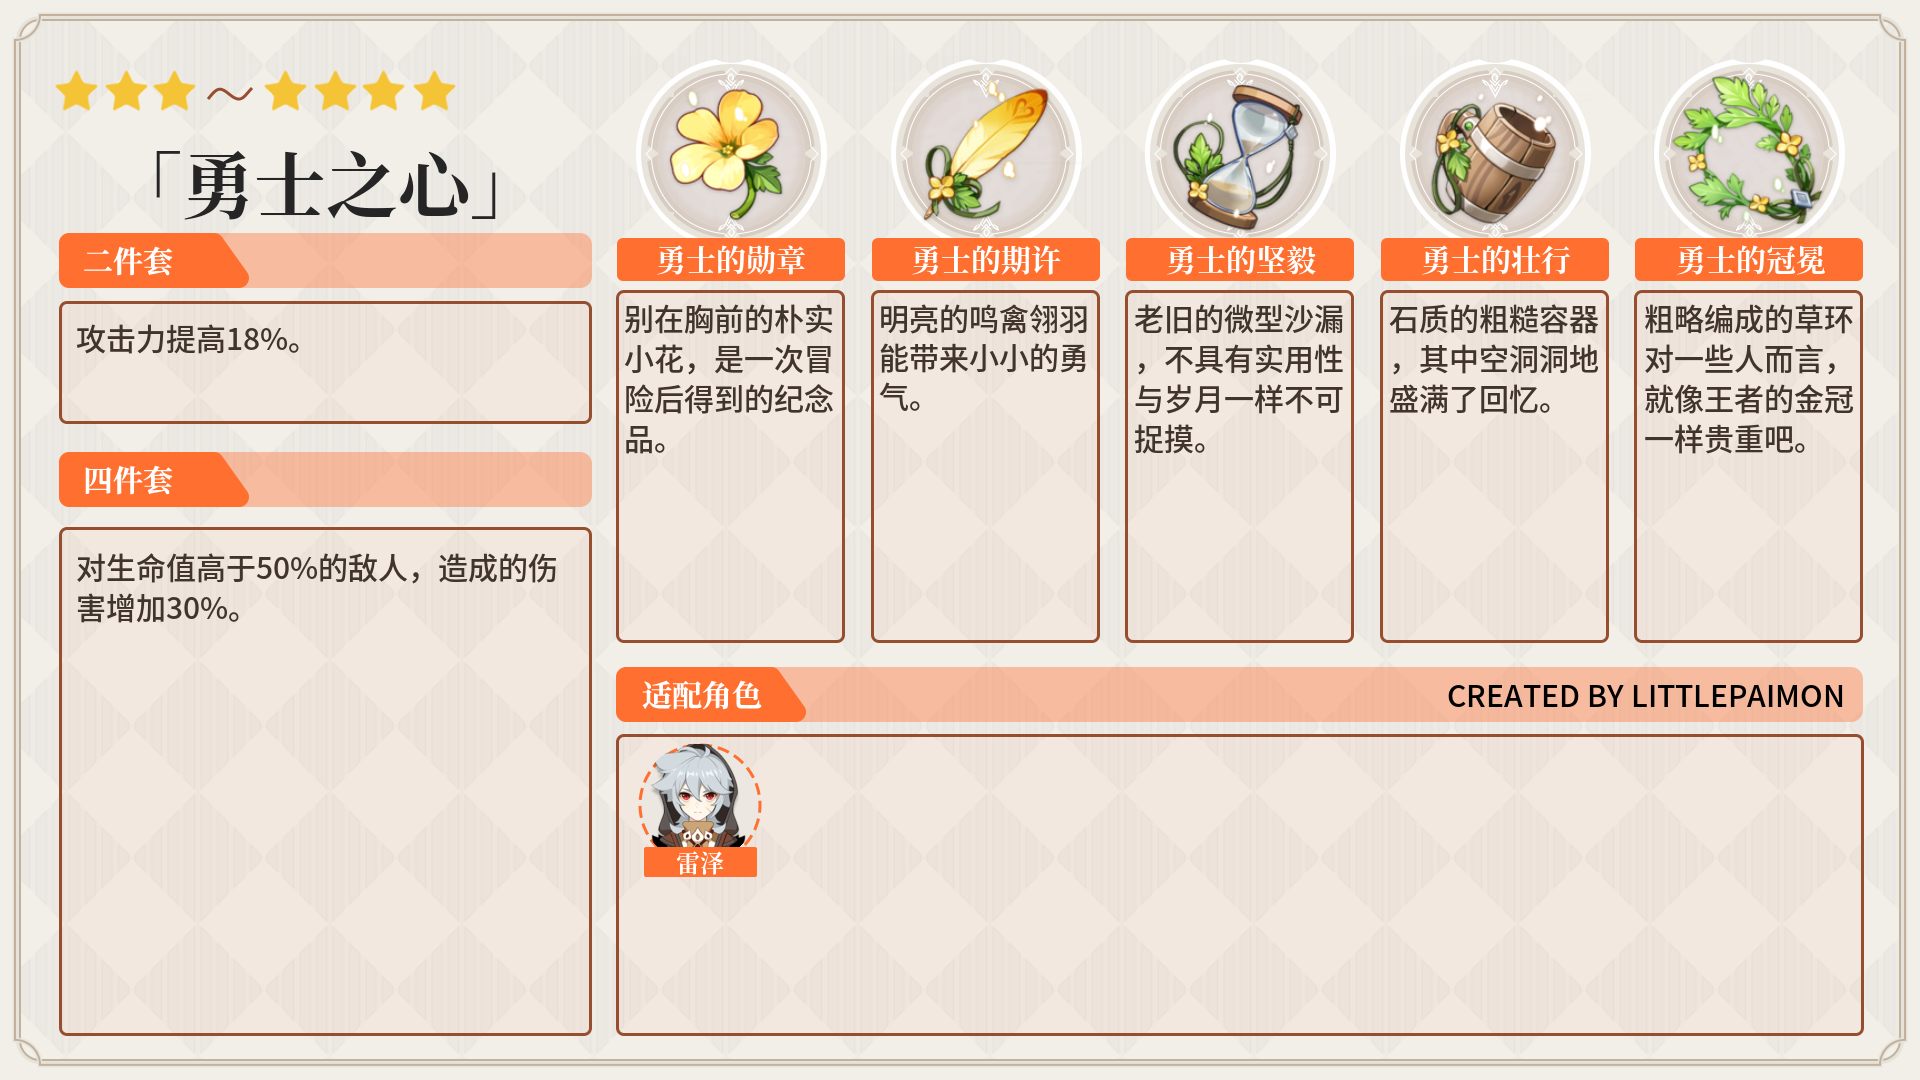 「勇士之心」
二件套
攻击力提高18%。
四件套
对生命值高于50%的敌人，造成的伤
害增加30%。
勇士的勋章
别在胸前的朴实
小花，是一次冒
险后得到的纪念
品。
勇士的期许
明亮的鸣禽翎羽
能带来小小的勇
气。
勇士的坚毅
老旧的微型沙漏
，不具有实用性
与岁月一样不可
捉摸。
勇士的壮行
石质的粗糙容器
，其中空洞洞地
盛满了回忆。
勇士的冠冕
粗略编成的草环
对一些人而言，
就像王者的金冠
一样贵重吧。
适配角色
CREATED BY LITTLEPAIMON
雷泽